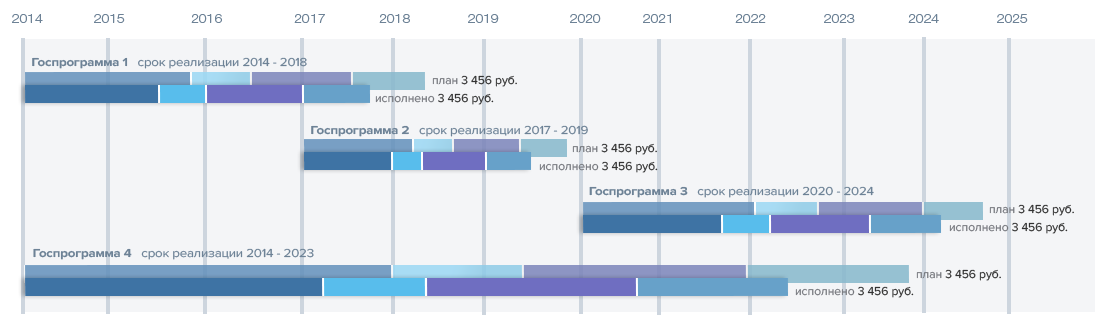 2014 2015 2016 2017 2018 2019 2020 2021 2022 2023 2024 2025
Госпрограмма 1 срок реализации 2014 - 2018
план 3 456 руб.
исполнено 3 456 руб.
Госпрограмма 2 срок реализации 2017 - 2019
план 3 456 руб.
исполнено 3 456 руб.
Госпрограмма 3 срок реализации 2020 - 2024
план 3 456 руб.
исполнено 3 456 руб.
Госпрограмма 4 срок реализации 2014 - 2023
план 3 456 руб.
исполнено 3 456 руб.